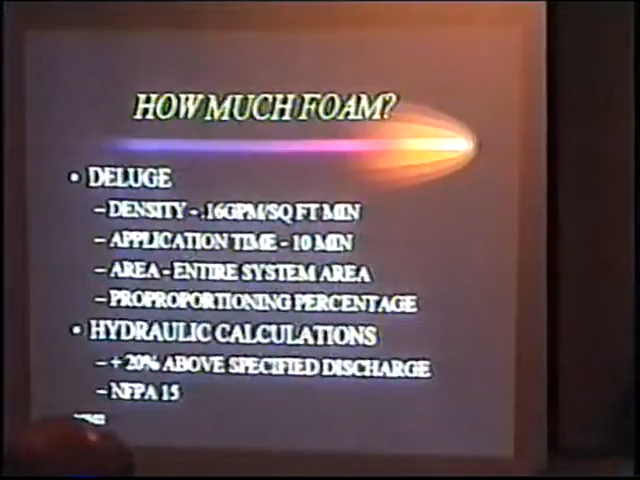 HOW MUCH FOAM?
• DELUGE
– DENSITY - .16GPM/SQ FT MIN
– APPLICATION TIME - 10 MIN
– AREA - ENTIRE SYSTEM AREA
– PROPROPORTIONING PERCENTAGE
• HYDRAULIC CALCULATIONS
– + 20% ABOVE SPECIFIED DISCHARGE
– NFPA 15